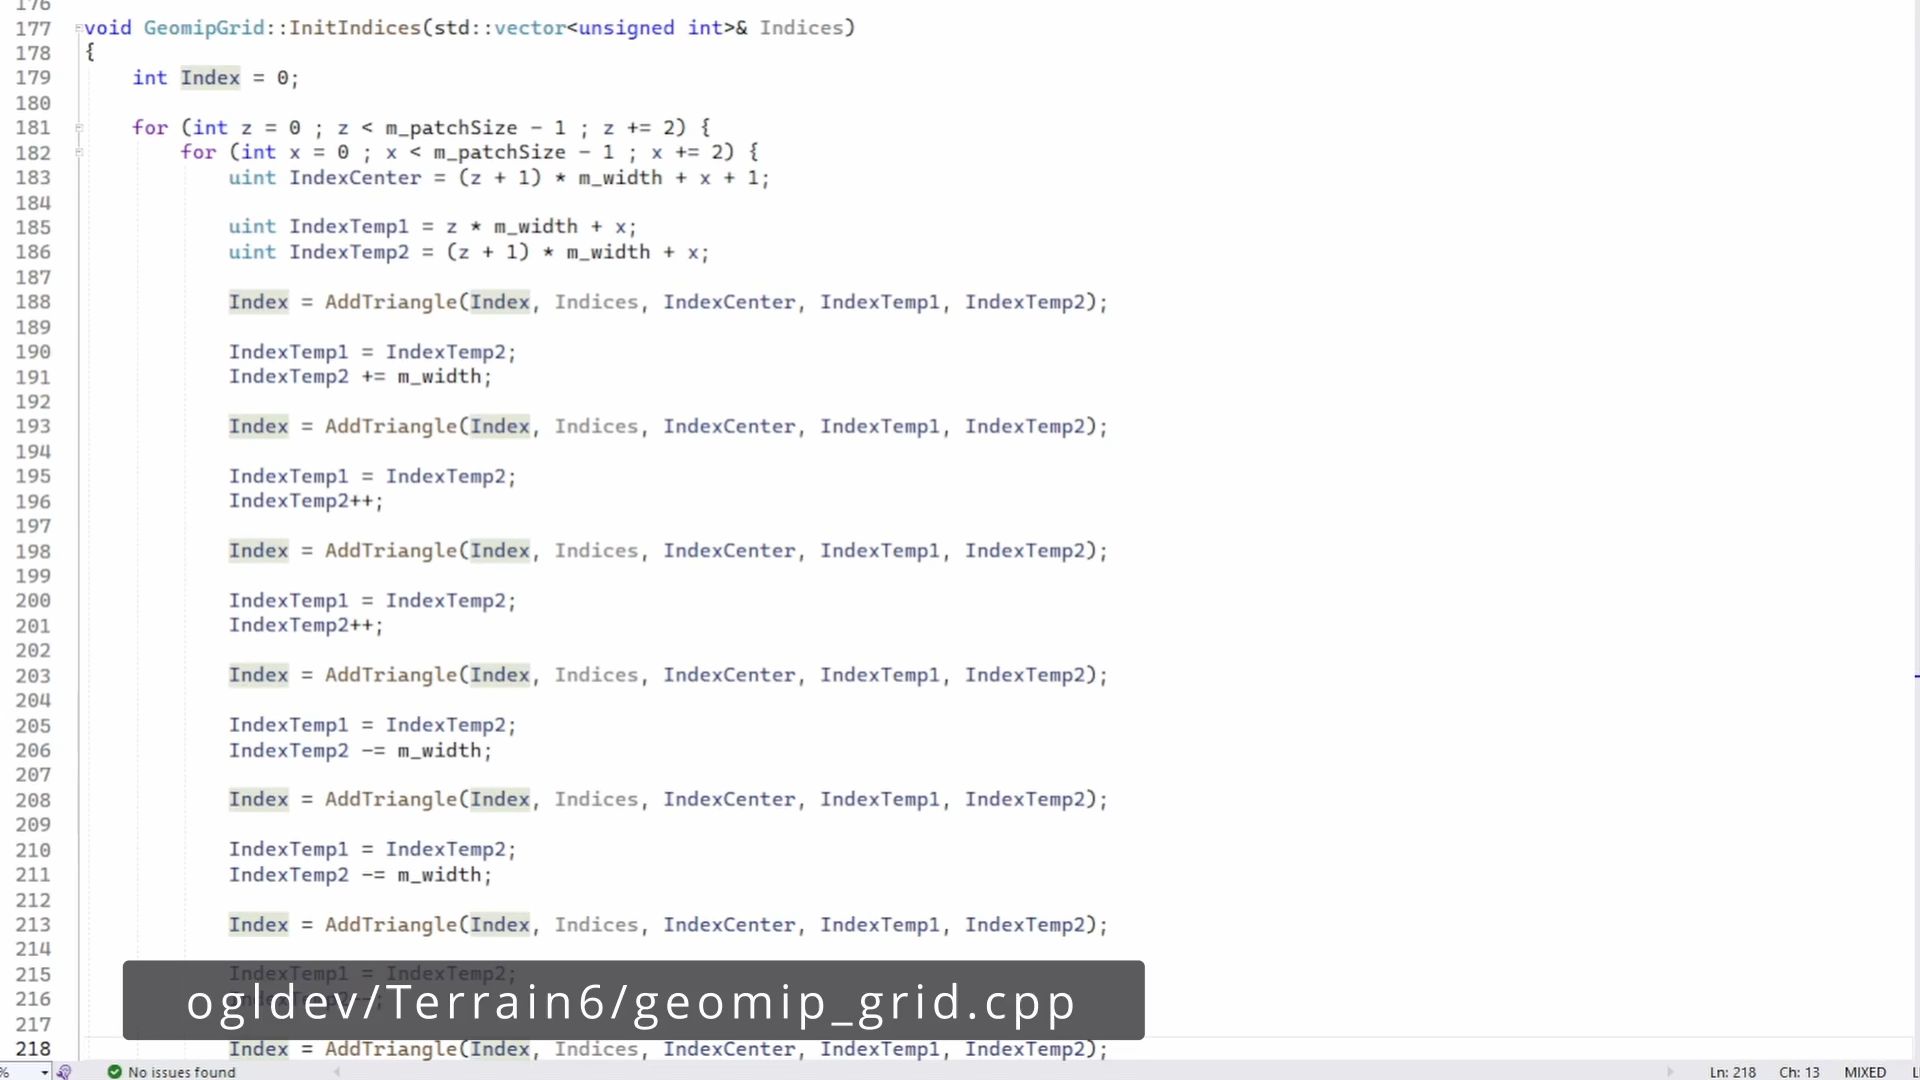 176
177 void GeomipGrid::InitIndices(std::vector<unsigned int>& Indices)
178 {
179 int Index = 0;
180
181 for (int z = 0 ; z < m_patchSize - 1 ; z += 2) {
182 for (int x = 0 ; x < m_patchSize - 1 ; x += 2) {
183 uint IndexCenter = (z + 1) * m_width + x + 1;
184
185 uint IndexTemp1 = z * m_width + x;
186 uint IndexTemp2 = (z + 1) * m_width + x;
187
188 Index = AddTriangle(Index, Indices, IndexCenter, IndexTemp1, IndexTemp2);
189
190 IndexTemp1 = IndexTemp2;
191 IndexTemp2 += m_width;
192
193 Index = AddTriangle(Index, Indices, IndexCenter, IndexTemp1, IndexTemp2);
194
195 IndexTemp1 = IndexTemp2;
196 IndexTemp2++;
197
198 Index = AddTriangle(Index, Indices, IndexCenter, IndexTemp1, IndexTemp2);
199
200 IndexTemp1 = IndexTemp2;
201 IndexTemp2++;
202
203 Index = AddTriangle(Index, Indices, IndexCenter, IndexTemp1, IndexTemp2);
204
205 IndexTemp1 = IndexTemp2;
206 IndexTemp2 -= m_width;
207
208 Index = AddTriangle(Index, Indices, IndexCenter, IndexTemp1, IndexTemp2);
209
210 IndexTemp1 = IndexTemp2;
211 IndexTemp2 -= m_width;
212
213 Index = AddTriangle(Index, Indices, IndexCenter, IndexTemp1, IndexTemp2);
214
215 IndexTemp1 = IndexTemp2;
216
ogldev/Terrain6/geomip_grid.cpp
217
218 Index = AddTriangle(Index, Indices, IndexCenter, IndexTemp1, IndexTemp2);
% No issues found Ln: 218 Ch: 13 MIXED